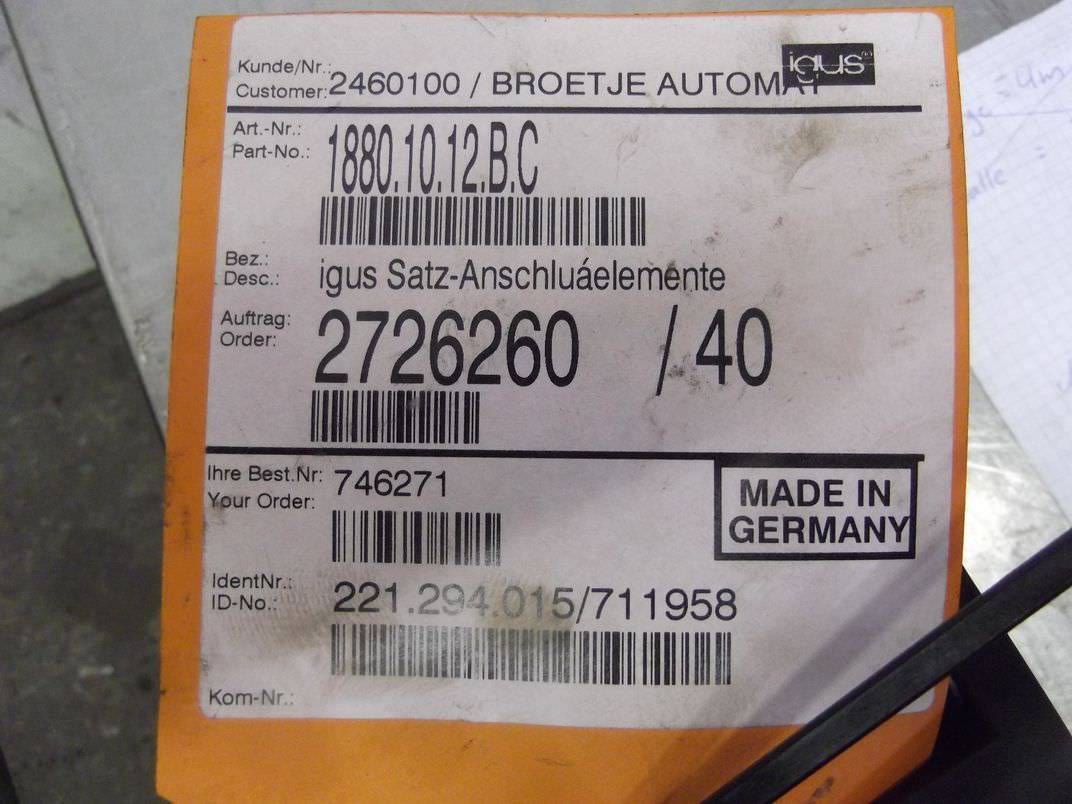 Kunde/Nr.:
Customer: 2460100 / BROETJE AUTOMAT
igus®
Art.-Nr.:
Part-No.: 1880.10.12.B.C
Bez.:
Desc.: igus Satz-Anschluáelemente
Auftrag:
Order: 2726260 / 40
Ihre Best.Nr: 746271
Your Order:
MADE IN
GERMANY
IdentNr.:
ID-No.: 221.294.015/711958
Kom-Nr.: